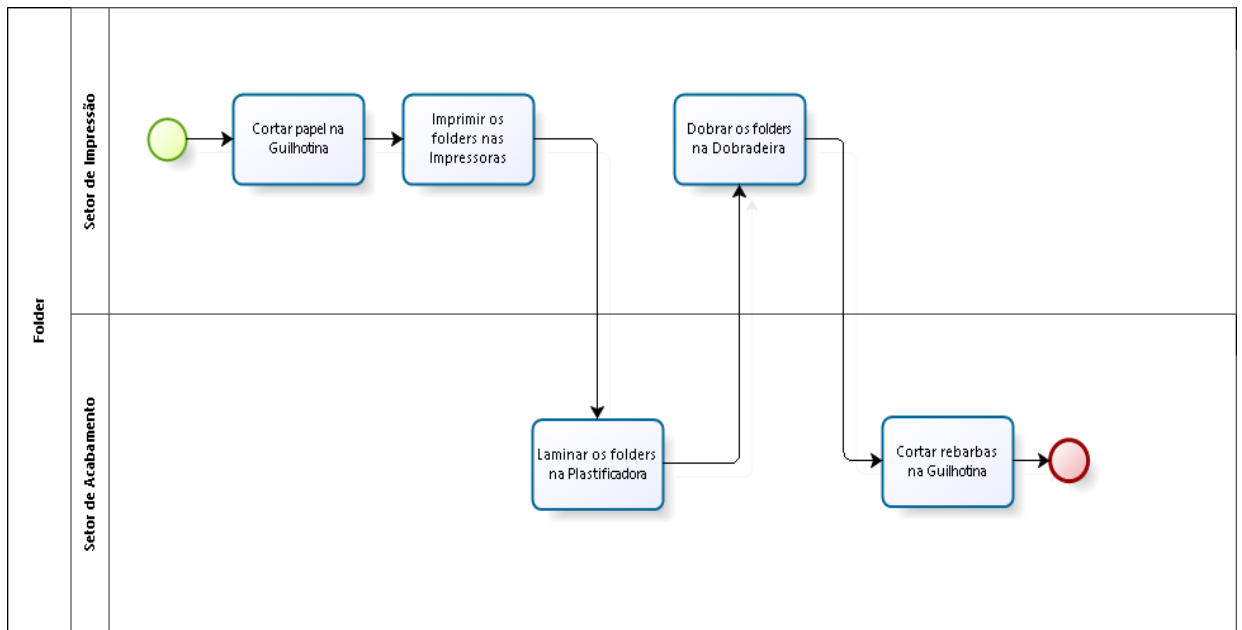 Folder
Setor de Impressão
Cortar papel na
Guilhotina
Imprimir os
folders nas
Impressoras
Dobrar os folders
na Dobradeira
Setor de Acabamento
Laminar os folders
na Plastificadora
Cortar rebarbas
na Guilhotina